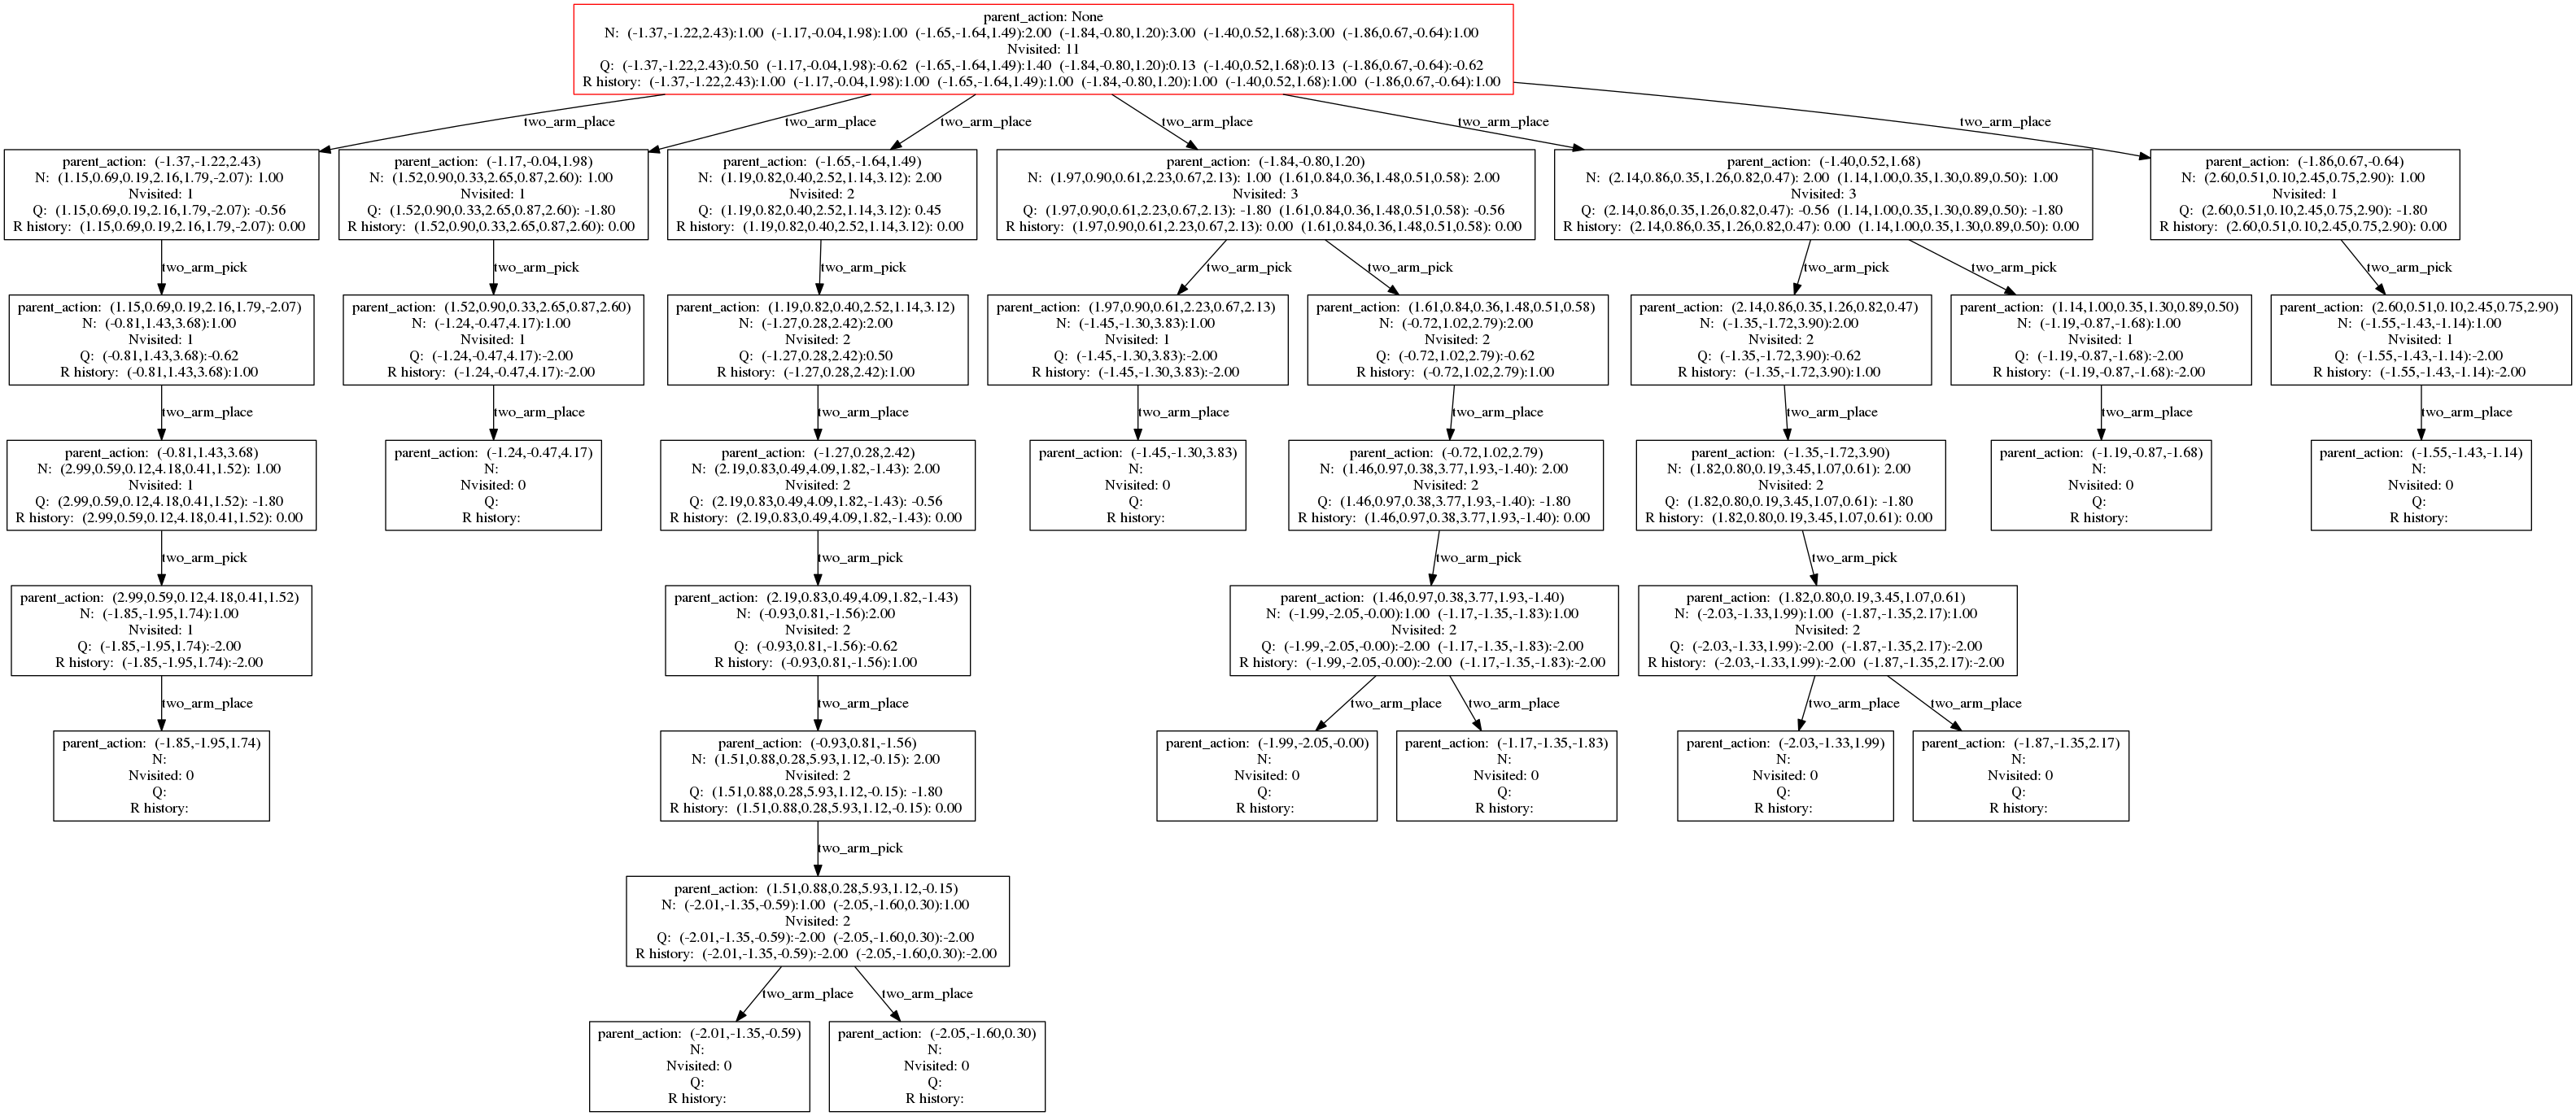 parent_action: None
N: (-1.37,-1.22,2.43):1.00 (-1.17,-0.04,1.98):1.00 (-1.65,-1.64,1.49):2.00 (-1.84,-0.80,1.20):3.00 (-1.40,0.52,1.68):3.00 (-1.86,0.67,-0.64):1.00
Nvisited: 11
Q: (-1.37,-1.22,2.43):0.50 (-1.17,-0.04,1.98):-0.62 (-1.65,-1.64,1.49):1.40 (-1.84,-0.80,1.20):0.13 (-1.40,0.52,1.68):0.13 (-1.86,0.67,-0.64):-0.62
R history: (-1.37,-1.22,2.43):1.00 (-1.17,-0.04,1.98):1.00 (-1.65,-1.64,1.49):1.00 (-1.84,-0.80,1.20):1.00 (-1.40,0.52,1.68):1.00 (-1.86,0.67,-0.64):1.00
two_arm_place
two_arm_place
two_arm_place
two_arm_place
two_arm_place
two_arm_place
parent_action: (-1.37,-1.22,2.43)
N: (1.15,0.69,0.19,2.16,1.79,-2.07): 1.00
Nvisited: 1
Q: (1.15,0.69,0.19,2.16,1.79,-2.07): -0.56
R history: (1.15,0.69,0.19,2.16,1.79,-2.07): 0.00
parent_action: (-1.17,-0.04,1.98)
N: (1.52,0.90,0.33,2.65,0.87,2.60): 1.00
Nvisited: 1
Q: (1.52,0.90,0.33,2.65,0.87,2.60): -1.80
R history: (1.52,0.90,0.33,2.65,0.87,2.60): 0.00
parent_action: (-1.65,-1.64,1.49)
N: (1.19,0.82,0.40,2.52,1.14,3.12): 2.00
Nvisited: 2
Q: (1.19,0.82,0.40,2.52,1.14,3.12): 0.45
R history: (1.19,0.82,0.40,2.52,1.14,3.12): 0.00
parent_action: (-1.84,-0.80,1.20)
N: (1.97,0.90,0.61,2.23,0.67,2.13): 1.00 (1.61,0.84,0.36,1.48,0.51,0.58): 2.00
Nvisited: 3
Q: (1.97,0.90,0.61,2.23,0.67,2.13): -1.80 (1.61,0.84,0.36,1.48,0.51,0.58): -0.56
R history: (1.97,0.90,0.61,2.23,0.67,2.13): 0.00 (1.61,0.84,0.36,1.48,0.51,0.58): 0.00
parent_action: (-1.40,0.52,1.68)
N: (2.14,0.86,0.35,1.26,0.82,0.47): 2.00 (1.14,1.00,0.35,1.30,0.89,0.50): 1.00
Nvisited: 3
Q: (2.14,0.86,0.35,1.26,0.82,0.47): -0.56 (1.14,1.00,0.35,1.30,0.89,0.50): -1.80
R history: (2.14,0.86,0.35,1.26,0.82,0.47): 0.00 (1.14,1.00,0.35,1.30,0.89,0.50): 0.00
parent_action: (-1.86,0.67,-0.64)
N: (2.60,0.51,0.10,2.45,0.75,2.90): 1.00
Nvisited: 1
Q: (2.60,0.51,0.10,2.45,0.75,2.90): -1.80
R history: (2.60,0.51,0.10,2.45,0.75,2.90): 0.00
two_arm_pick
two_arm_pick
two_arm_pick
two_arm_pick
two_arm_pick
two_arm_pick
two_arm_pick
two_arm_pick
parent_action: (1.15,0.69,0.19,2.16,1.79,-2.07)
N: (-0.81,1.43,3.68):1.00
Nvisited: 1
Q: (-0.81,1.43,3.68):-0.62
R history: (-0.81,1.43,3.68):1.00
parent_action: (1.52,0.90,0.33,2.65,0.87,2.60)
N: (-1.24,-0.47,4.17):1.00
Nvisited: 1
Q: (-1.24,-0.47,4.17):-2.00
R history: (-1.24,-0.47,4.17):-2.00
parent_action: (1.19,0.82,0.40,2.52,1.14,3.12)
N: (-1.27,0.28,2.42):2.00
Nvisited: 2
Q: (-1.27,0.28,2.42):0.50
R history: (-1.27,0.28,2.42):1.00
parent_action: (1.97,0.90,0.61,2.23,0.67,2.13)
N: (-1.45,-1.30,3.83):1.00
Nvisited: 1
Q: (-1.45,-1.30,3.83):-2.00
R history: (-1.45,-1.30,3.83):-2.00
parent_action: (1.61,0.84,0.36,1.48,0.51,0.58)
N: (-0.72,1.02,2.79):2.00
Nvisited: 2
Q: (-0.72,1.02,2.79):-0.62
R history: (-0.72,1.02,2.79):1.00
parent_action: (2.14,0.86,0.35,1.26,0.82,0.47)
N: (-1.35,-1.72,3.90):2.00
Nvisited: 2
Q: (-1.35,-1.72,3.90):-0.62
R history: (-1.35,-1.72,3.90):1.00
parent_action: (1.14,1.00,0.35,1.30,0.89,0.50)
N: (-1.19,-0.87,-1.68):1.00
Nvisited: 1
Q: (-1.19,-0.87,-1.68):-2.00
R history: (-1.19,-0.87,-1.68):-2.00
parent_action: (2.60,0.51,0.10,2.45,0.75,2.90)
N: (-1.55,-1.43,-1.14):1.00
Nvisited: 1
Q: (-1.55,-1.43,-1.14):-2.00
R history: (-1.55,-1.43,-1.14):-2.00
two_arm_place
two_arm_place
two_arm_place
two_arm_place
two_arm_place
two_arm_place
two_arm_place
two_arm_place
parent_action: (-0.81,1.43,3.68)
N: (2.99,0.59,0.12,4.18,0.41,1.52): 1.00
Nvisited: 1
Q: (2.99,0.59,0.12,4.18,0.41,1.52): -1.80
R history: (2.99,0.59,0.12,4.18,0.41,1.52): 0.00
parent_action: (-1.24,-0.47,4.17)
N:
Nvisited: 0
Q:
R history:
parent_action: (-1.27,0.28,2.42)
N: (2.19,0.83,0.49,4.09,1.82,-1.43): 2.00
Nvisited: 2
Q: (2.19,0.83,0.49,4.09,1.82,-1.43): -0.56
R history: (2.19,0.83,0.49,4.09,1.82,-1.43): 0.00
parent_action: (-1.45,-1.30,3.83)
N:
Nvisited: 0
Q:
R history:
parent_action: (-0.72,1.02,2.79)
N: (1.46,0.97,0.38,3.77,1.93,-1.40): 2.00
Nvisited: 2
Q: (1.46,0.97,0.38,3.77,1.93,-1.40): -1.80
R history: (1.46,0.97,0.38,3.77,1.93,-1.40): 0.00
parent_action: (-1.35,-1.72,3.90)
N: (1.82,0.80,0.19,3.45,1.07,0.61): 2.00
Nvisited: 2
Q: (1.82,0.80,0.19,3.45,1.07,0.61): -1.80
R history: (1.82,0.80,0.19,3.45,1.07,0.61): 0.00
parent_action: (-1.19,-0.87,-1.68)
N:
Nvisited: 0
Q:
R history:
parent_action: (-1.55,-1.43,-1.14)
N:
Nvisited: 0
Q:
R history:
two_arm_pick
two_arm_pick
two_arm_pick
two_arm_pick
parent_action: (2.99,0.59,0.12,4.18,0.41,1.52)
N: (-1.85,-1.95,1.74):1.00
Nvisited: 1
Q: (-1.85,-1.95,1.74):-2.00
R history: (-1.85,-1.95,1.74):-2.00
parent_action: (2.19,0.83,0.49,4.09,1.82,-1.43)
N: (-0.93,0.81,-1.56):2.00
Nvisited: 2
Q: (-0.93,0.81,-1.56):-0.62
R history: (-0.93,0.81,-1.56):1.00
parent_action: (1.46,0.97,0.38,3.77,1.93,-1.40)
N: (-1.99,-2.05,-0.00):1.00 (-1.17,-1.35,-1.83):1.00
Nvisited: 2
Q: (-1.99,-2.05,-0.00):-2.00 (-1.17,-1.35,-1.83):-2.00
R history: (-1.99,-2.05,-0.00):-2.00 (-1.17,-1.35,-1.83):-2.00
parent_action: (1.82,0.80,0.19,3.45,1.07,0.61)
N: (-2.03,-1.33,1.99):1.00 (-1.87,-1.35,2.17):1.00
Nvisited: 2
Q: (-2.03,-1.33,1.99):-2.00 (-1.87,-1.35,2.17):-2.00
R history: (-2.03,-1.33,1.99):-2.00 (-1.87,-1.35,2.17):-2.00
two_arm_place
two_arm_place
two_arm_place
two_arm_place
two_arm_place
two_arm_place
parent_action: (-1.85,-1.95,1.74)
N:
Nvisited: 0
Q:
R history:
parent_action: (-0.93,0.81,-1.56)
N: (1.51,0.88,0.28,5.93,1.12,-0.15): 2.00
Nvisited: 2
Q: (1.51,0.88,0.28,5.93,1.12,-0.15): -1.80
R history: (1.51,0.88,0.28,5.93,1.12,-0.15): 0.00
parent_action: (-1.99,-2.05,-0.00)
N:
Nvisited: 0
Q:
R history:
parent_action: (-1.17,-1.35,-1.83)
N:
Nvisited: 0
Q:
R history:
parent_action: (-2.03,-1.33,1.99)
N:
Nvisited: 0
Q:
R history:
parent_action: (-1.87,-1.35,2.17)
N:
Nvisited: 0
Q:
R history:
two_arm_pick
parent_action: (1.51,0.88,0.28,5.93,1.12,-0.15)
N: (-2.01,-1.35,-0.59):1.00 (-2.05,-1.60,0.30):1.00
Nvisited: 2
Q: (-2.01,-1.35,-0.59):-2.00 (-2.05,-1.60,0.30):-2.00
R history: (-2.01,-1.35,-0.59):-2.00 (-2.05,-1.60,0.30):-2.00
two_arm_place
two_arm_place
parent_action: (-2.01,-1.35,-0.59)
N:
Nvisited: 0
Q:
R history:
parent_action: (-2.05,-1.60,0.30)
N:
Nvisited: 0
Q:
R history: